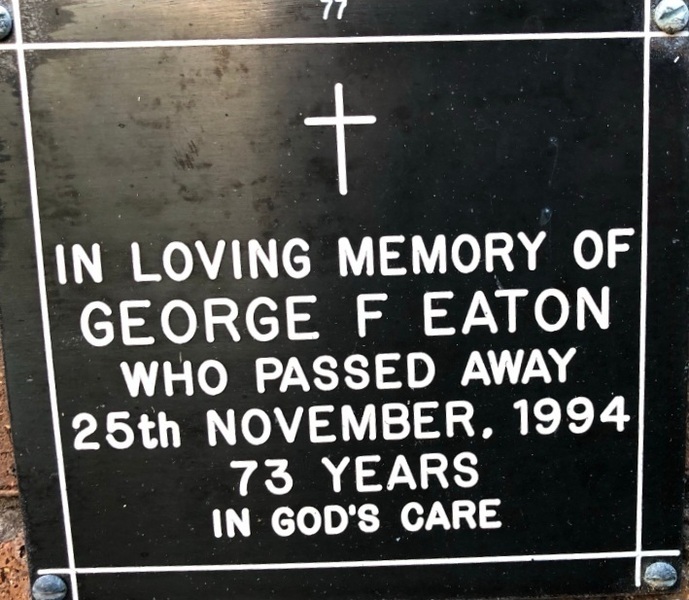 77
IN LOVING MEMORY OF
GEORGE F EATON
WHO PASSED AWAY
25th NOVEMBER. 1994
73 YEARS
IN GOD'S CARE